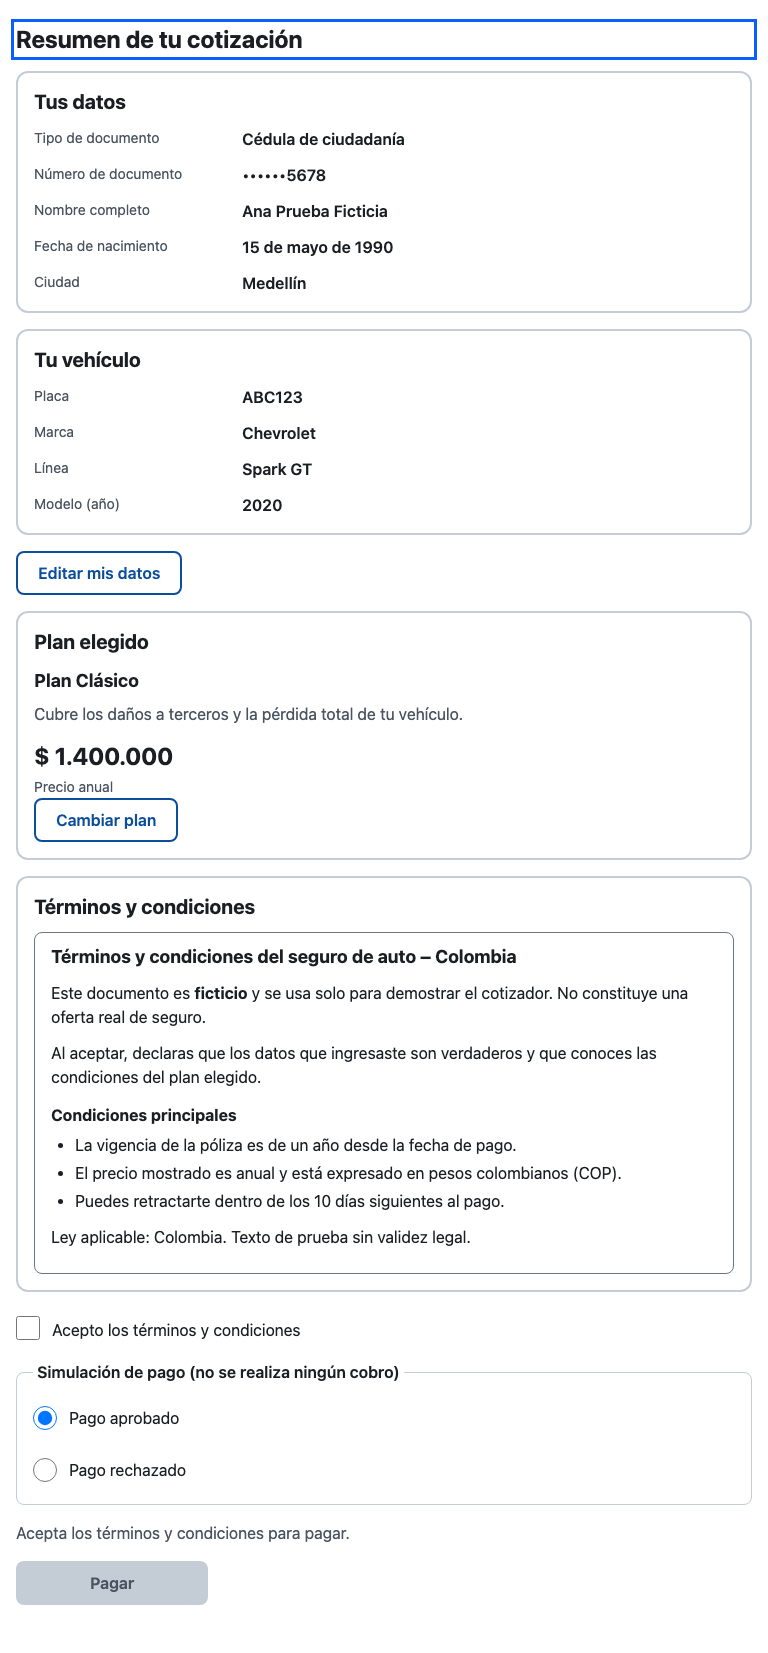 Resumen de tu cotización
Tus datos
Tipo de documento
Cédula de ciudadanía
Número de documento
••••••5678
Nombre completo
Ana Prueba Ficticia
Fecha de nacimiento
15 de mayo de 1990
Ciudad
Medellín
Tu vehículo
Placa
ABC123
Marca
Chevrolet
Línea
Spark GT
Modelo (año)
2020
Editar mis datos
Plan elegido
Plan Clásico
Cubre los daños a terceros y la pérdida total de tu vehículo.
$ 1.400.000
Precio anual
Cambiar plan
Términos y condiciones
Términos y condiciones del seguro de auto – Colombia
Este documento es ficticio y se usa solo para demostrar el cotizador. No constituye una
oferta real de seguro.
Al aceptar, declaras que los datos que ingresaste son verdaderos y que conoces las
condiciones del plan elegido.
Condiciones principales
• La vigencia de la póliza es de un año desde la fecha de pago.
• El precio mostrado es anual y está expresado en pesos colombianos (COP).
• Puedes retractarte dentro de los 10 días siguientes al pago.
Ley aplicable: Colombia. Texto de prueba sin validez legal.
Acepto los términos y condiciones
Simulación de pago (no se realiza ningún cobro)
Pago aprobado
Pago rechazado
Acepta los términos y condiciones para pagar.
Pagar